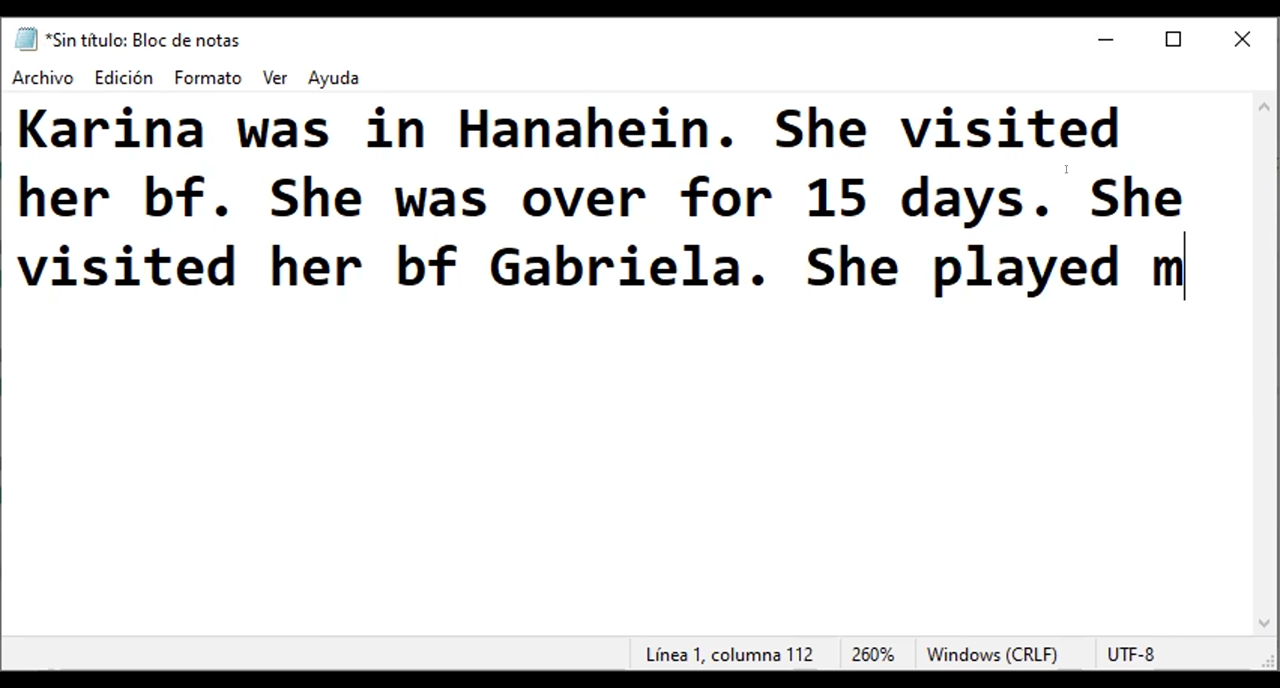 *Sin título: Bloc de notas
Archivo Edición Formato Ver Ayuda
Karina was in Hanahein. She visited
her bf. She was over for 15 days. She
visited her bf Gabriela. She played m
Línea 1, columna 112 260% Windows (CRLF) UTF-8